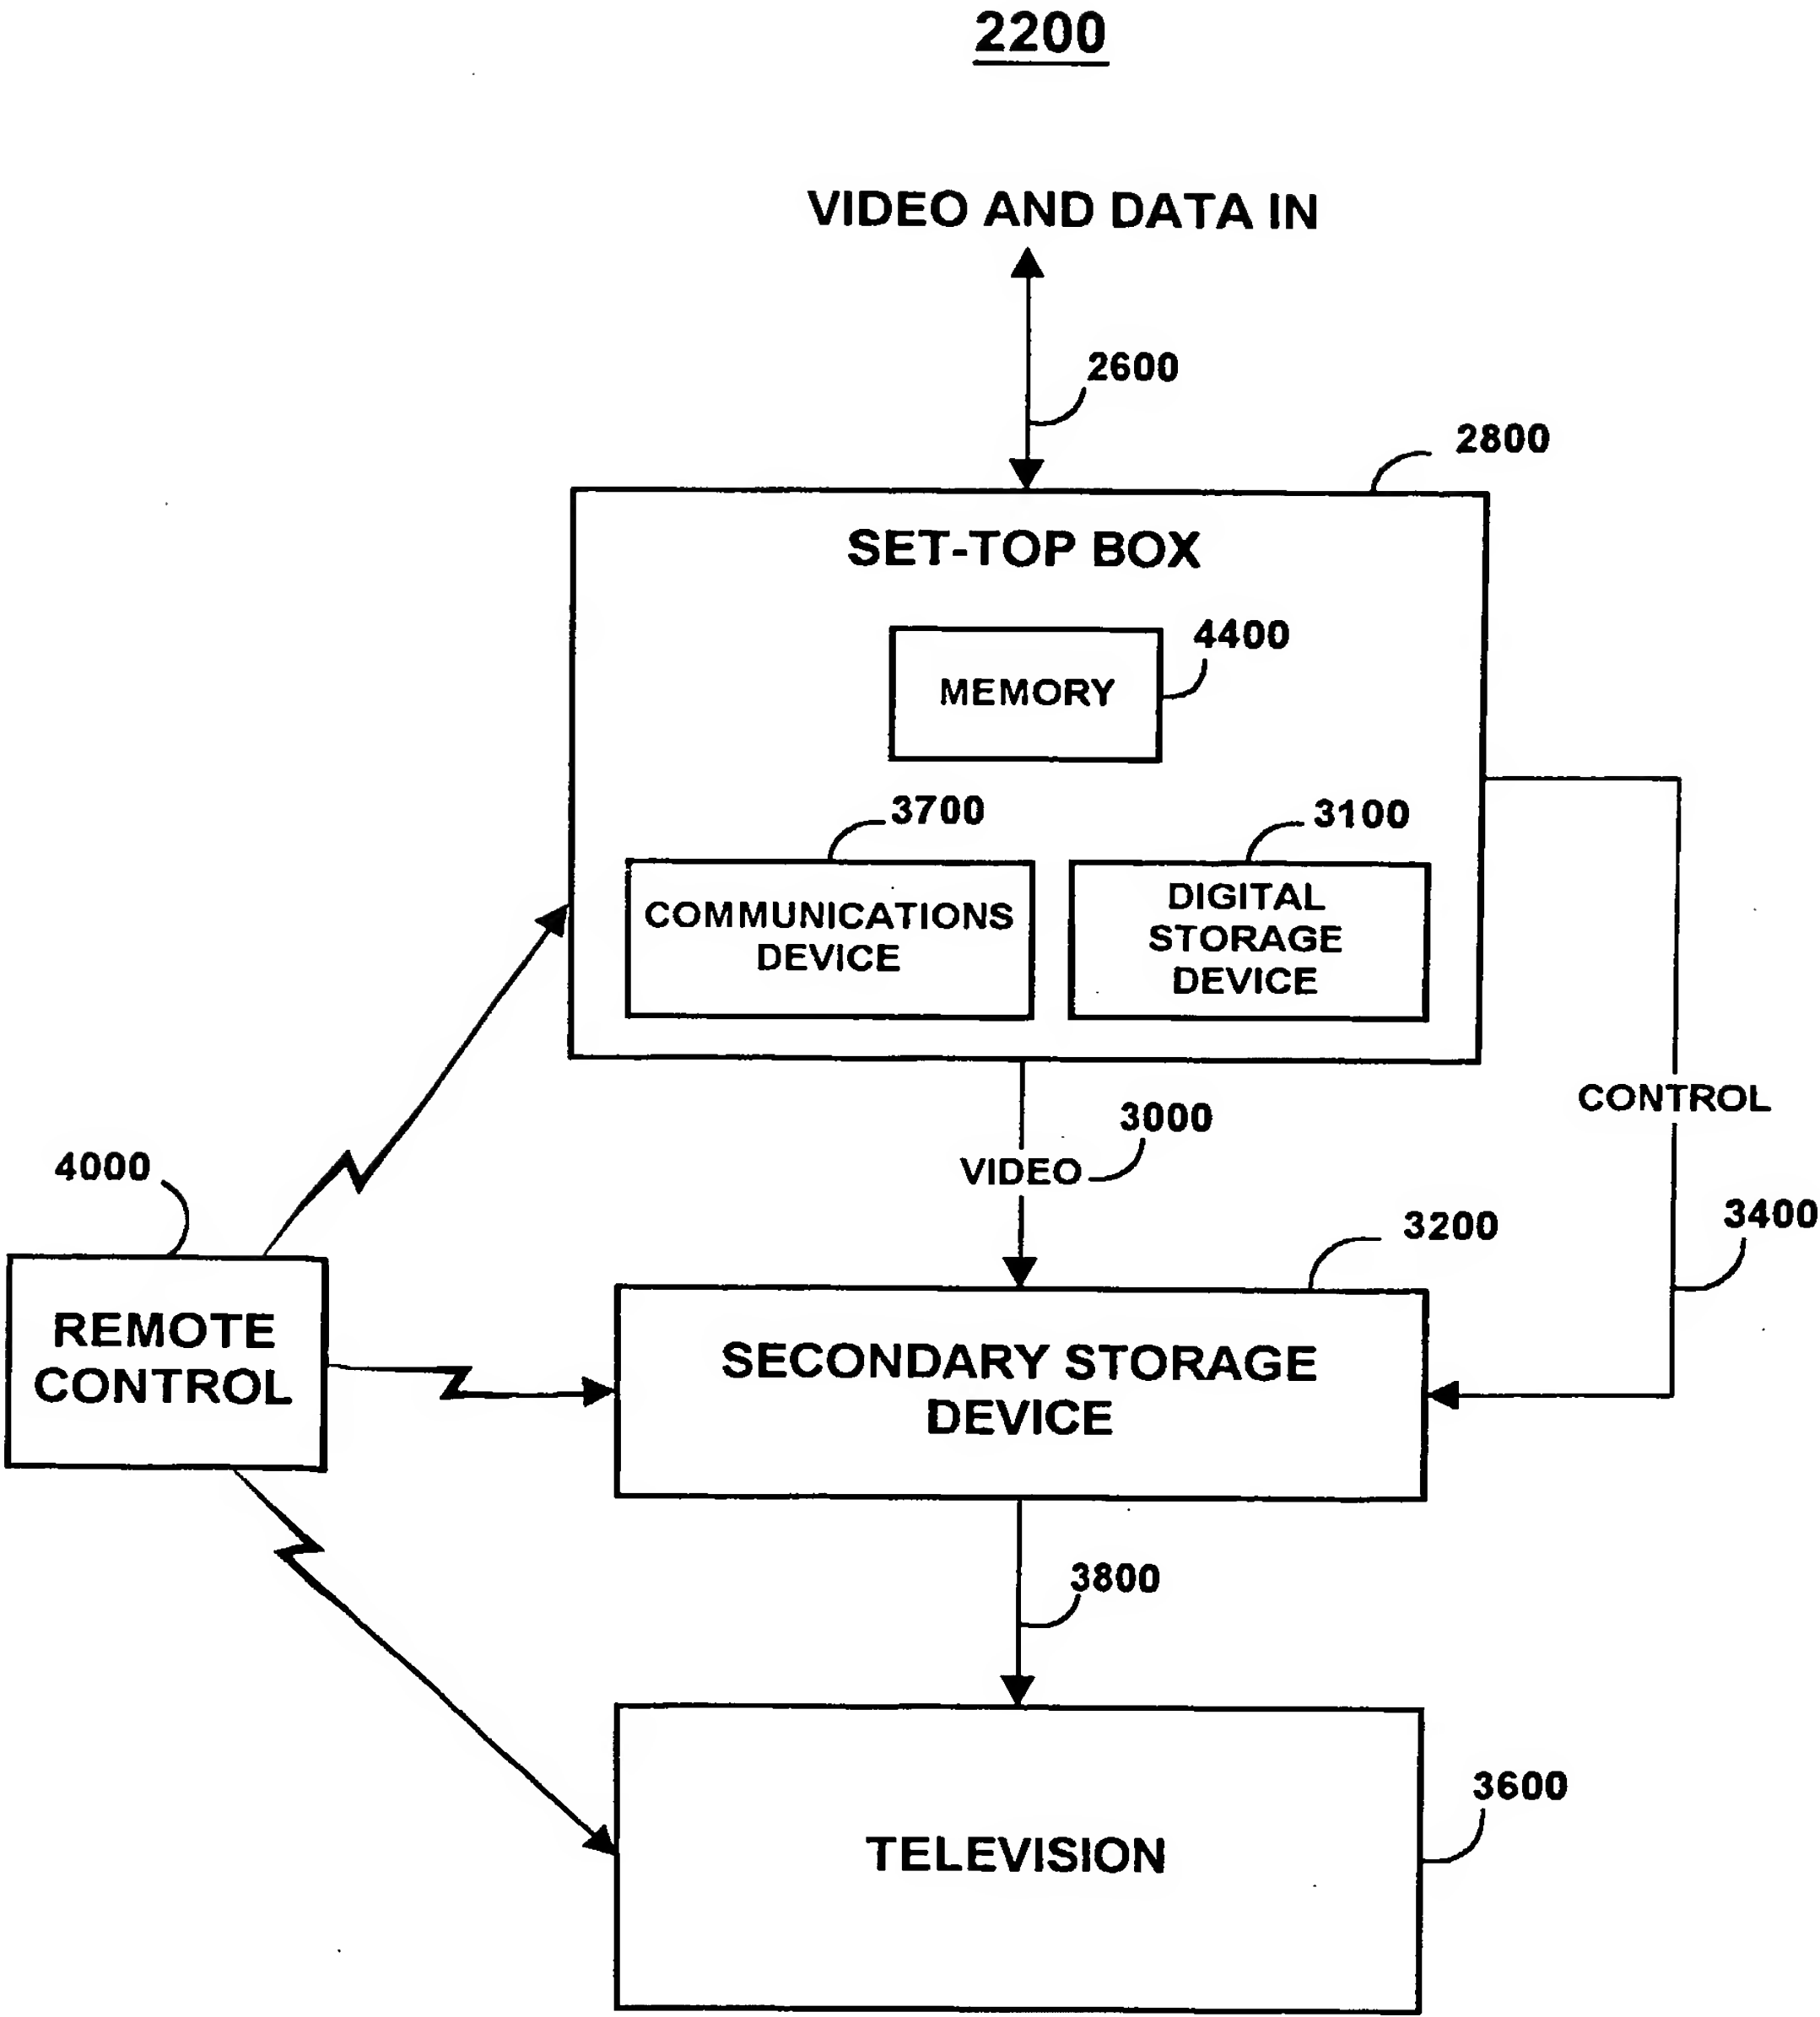 2200
VIDEO AND DATA IN
2600
2800
SET-TOP BOX
4400
MEMORY
3700
3100
COMMUNICATIONS
DEVICE
DIGITAL
STORAGE
DEVICE
CONTROL
3000
VIDEO
4000
3400
3200
REMOTE
CONTROL
SECONDARY STORAGE
DEVICE
3800
3600
TELEVISION